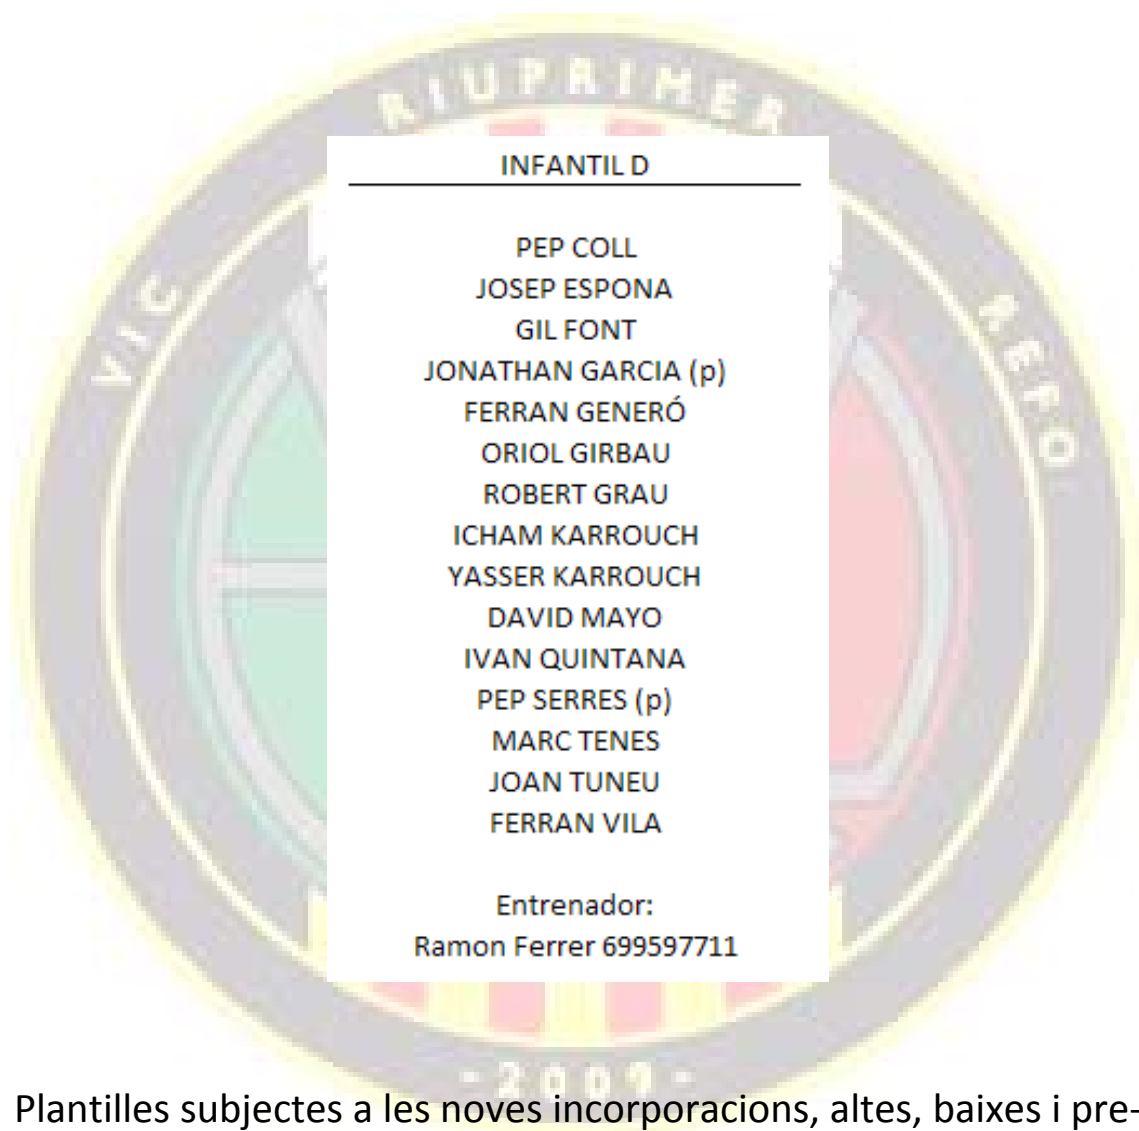 RIUPRIMER
VIC
REPO
INFANTIL D
PEP COLL
JOSEP ESPONA
GIL FONT
JONATHAN GARCIA (p)
FERRAN GENERÓ
ORIOL GIRBAU
ROBERT GRAU
ICHAM KARROUCH
YASSER KARROUCH
DAVID MAYO
IVAN QUINTANA
PEP SERRES (p)
MARC TENES
JOAN TUNEU
FERRAN VILA
Entrenador:
Ramon Ferrer 699597711
-2009-
Plantilles subjectes a les noves incorporacions, altes, baixes i pre-